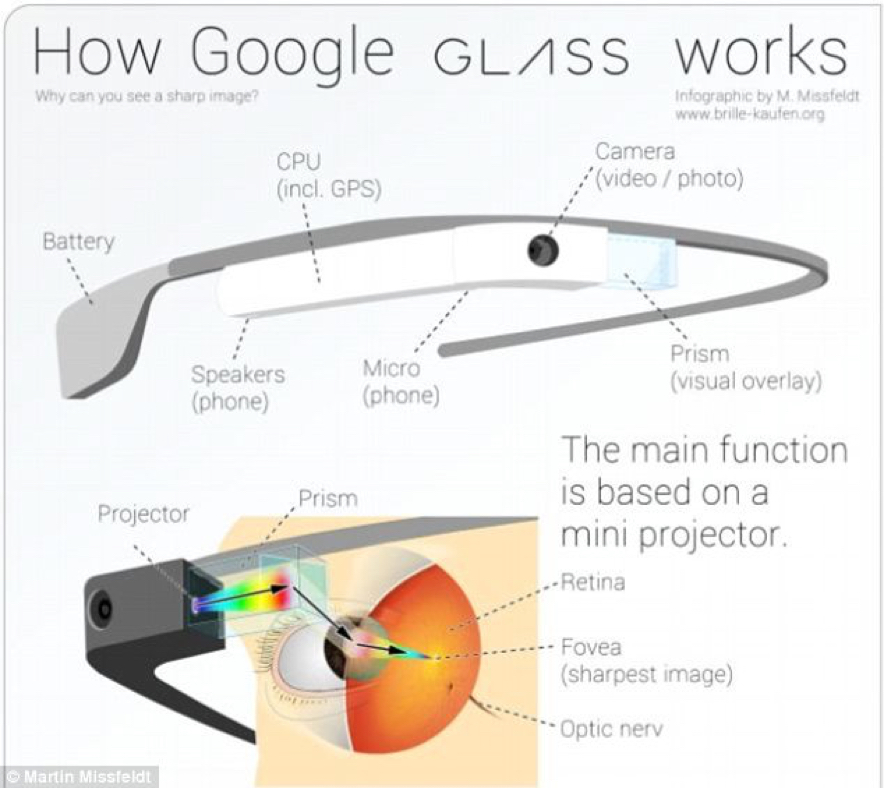 How Google GLASS works
Why can you see a sharp image?
Infographic by M. Missfeldt
www.brille-kaufen.org
CPU
(incl. GPS)
Camera
(video / photo)
Battery
Speakers
(phone)
Micro
(phone)
Prism
(visual overlay)
The main function
is based on a
mini projector.
Projector
Prism
Retina
Fovea
(sharpest image)
Optic nerv
© Martin Missfeldt